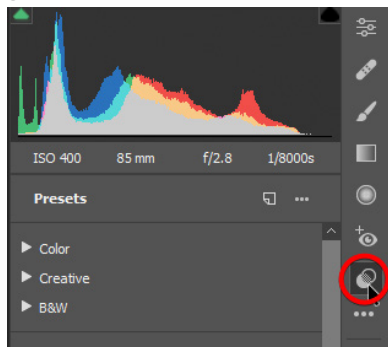 ISO 400 85 mm f/2.8 1/8000s
Presets
Color
Creative
B&W